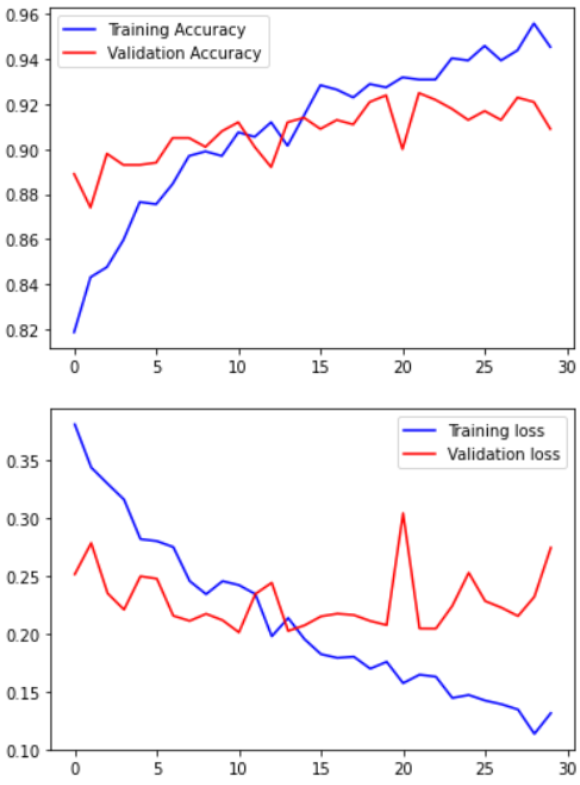 0.96
0.94
0.92
0.90
0.88
0.86
0.84
0.82
Training Accuracy
Validation Accuracy
0 5 10 15 20 25 30
0.35
0.30
0.25
0.20
0.15
0.10
Training loss
Validation loss
0 5 10 15 20 25 30